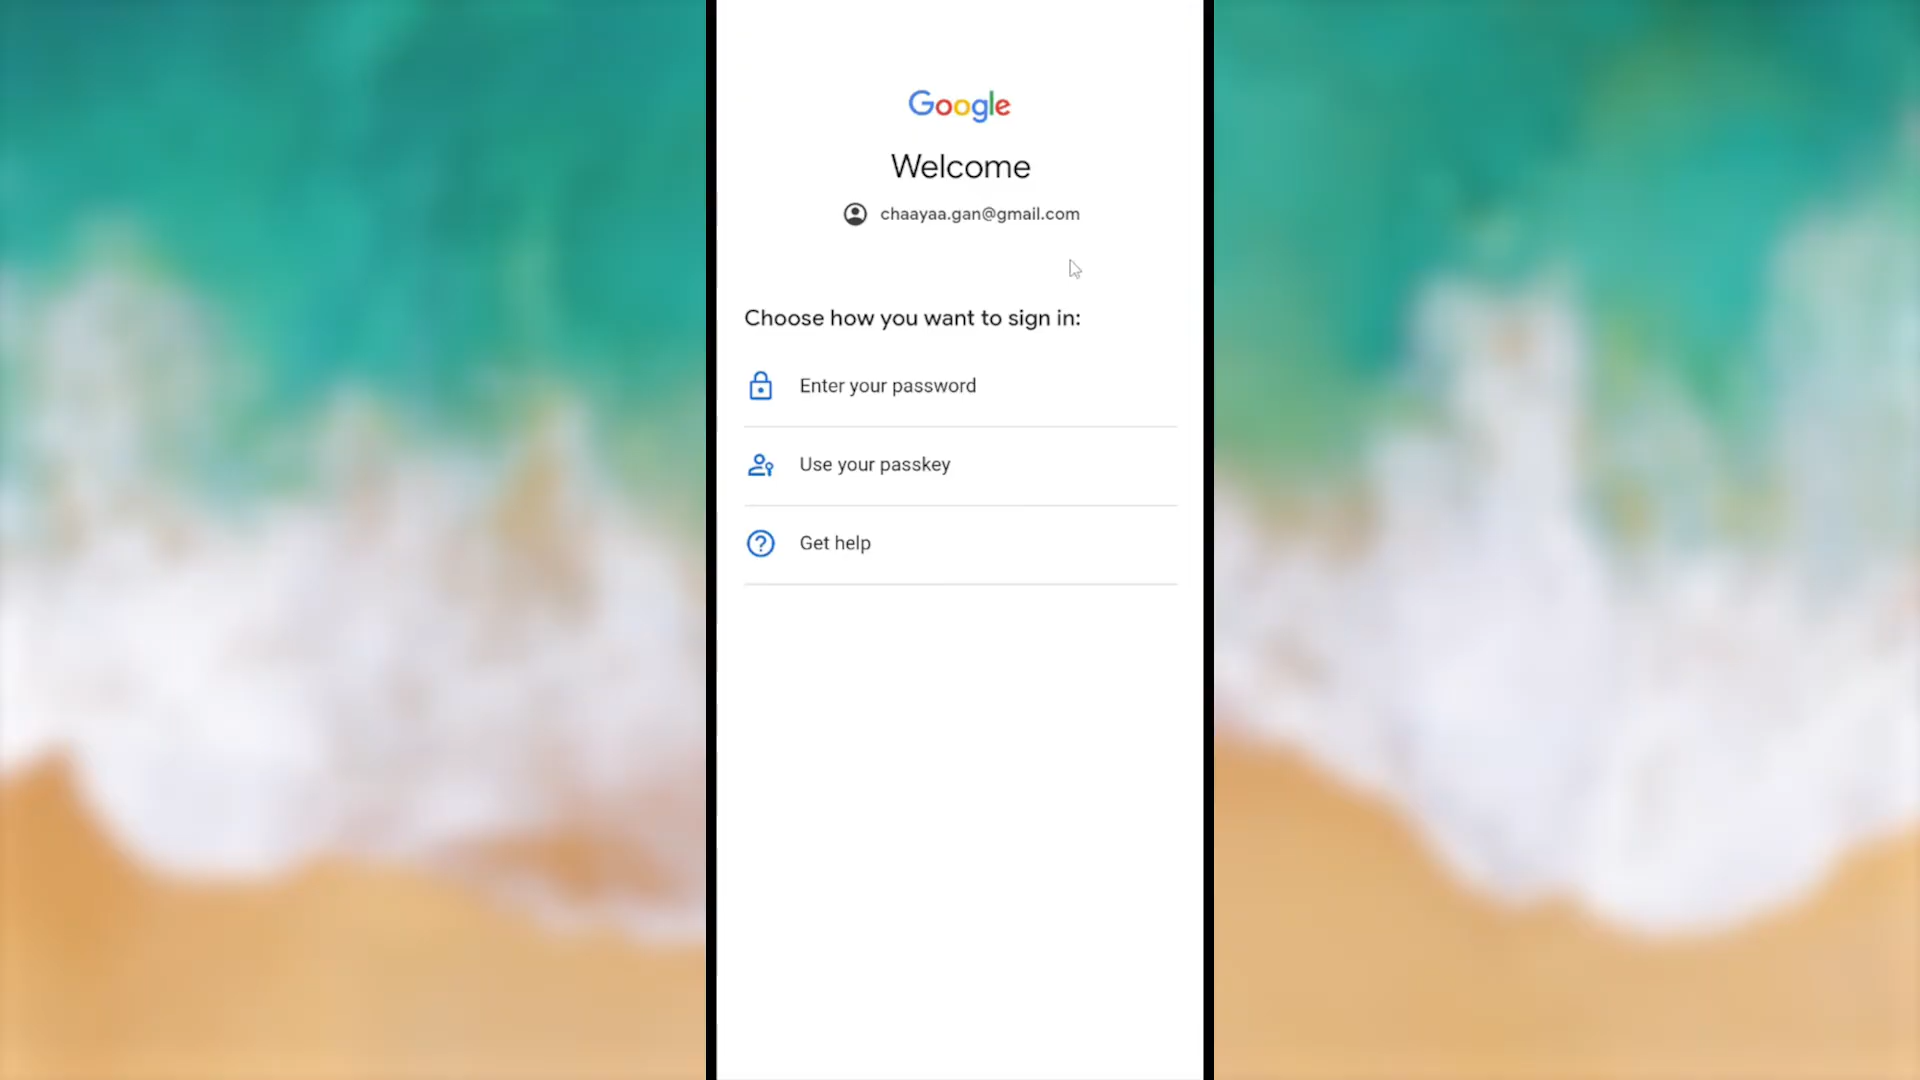 Google
Welcome
chaayaa.gan@gmail.com
Choose how you want to sign in:
Enter your password
Use your passkey
Get help